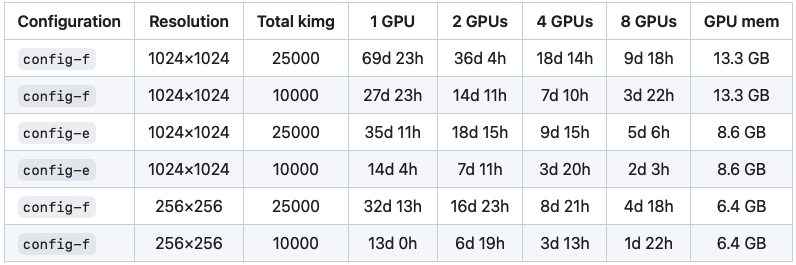 Configuration Resolution Total kimg 1 GPU 2 GPUs 4 GPUs 8 GPUs GPU mem
config-f 1024×1024 25000 69d 23h 36d 4h 18d 14h 9d 18h 13.3 GB
config-f 1024×1024 10000 27d 23h 14d 11h 7d 10h 3d 22h 13.3 GB
config-e 1024×1024 25000 35d 11h 18d 15h 9d 15h 5d 6h 8.6 GB
config-e 1024×1024 10000 14d 4h 7d 11h 3d 20h 2d 3h 8.6 GB
config-f 256×256 25000 32d 13h 16d 23h 8d 21h 4d 18h 6.4 GB
config-f 256×256 10000 13d 0h 6d 19h 3d 13h 1d 22h 6.4 GB